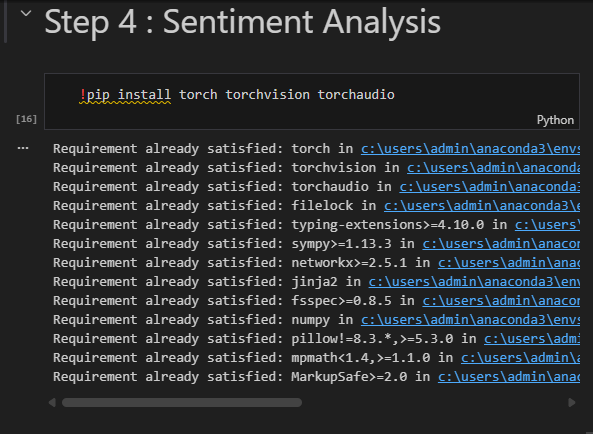 Step 4 : Sentiment Analysis
!pip install torch torchvision torchaudio
[16]
Python
...
Requirement already satisfied: torch in c:\users\admin\anaconda3\envs
Requirement already satisfied: torchvision in c:\users\admin\anaconda
Requirement already satisfied: torchaudio in c:\users\admin\anaconda3
Requirement already satisfied: filelock in c:\users\admin\anaconda3\e
Requirement already satisfied: typing-extensions>=4.10.0 in c:\users\
Requirement already satisfied: sympy>=1.13.3 in c:\users\admin\anacon
Requirement already satisfied: networkx>=2.5.1 in c:\users\admin\anac
Requirement already satisfied: jinja2 in c:\users\admin\anaconda3\env
Requirement already satisfied: fsspec>=0.8.5 in c:\users\admin\anacon
Requirement already satisfied: numpy in c:\users\admin\anaconda3\envs
Requirement already satisfied: pillow!=8.3.*,>=5.3.0 in c:\users\adm
Requirement already satisfied: mpmath<1.4,>=1.1.0 in c:\users\admin\a
Requirement already satisfied: MarkupSafe>=2.0 in c:\users\admin\anac